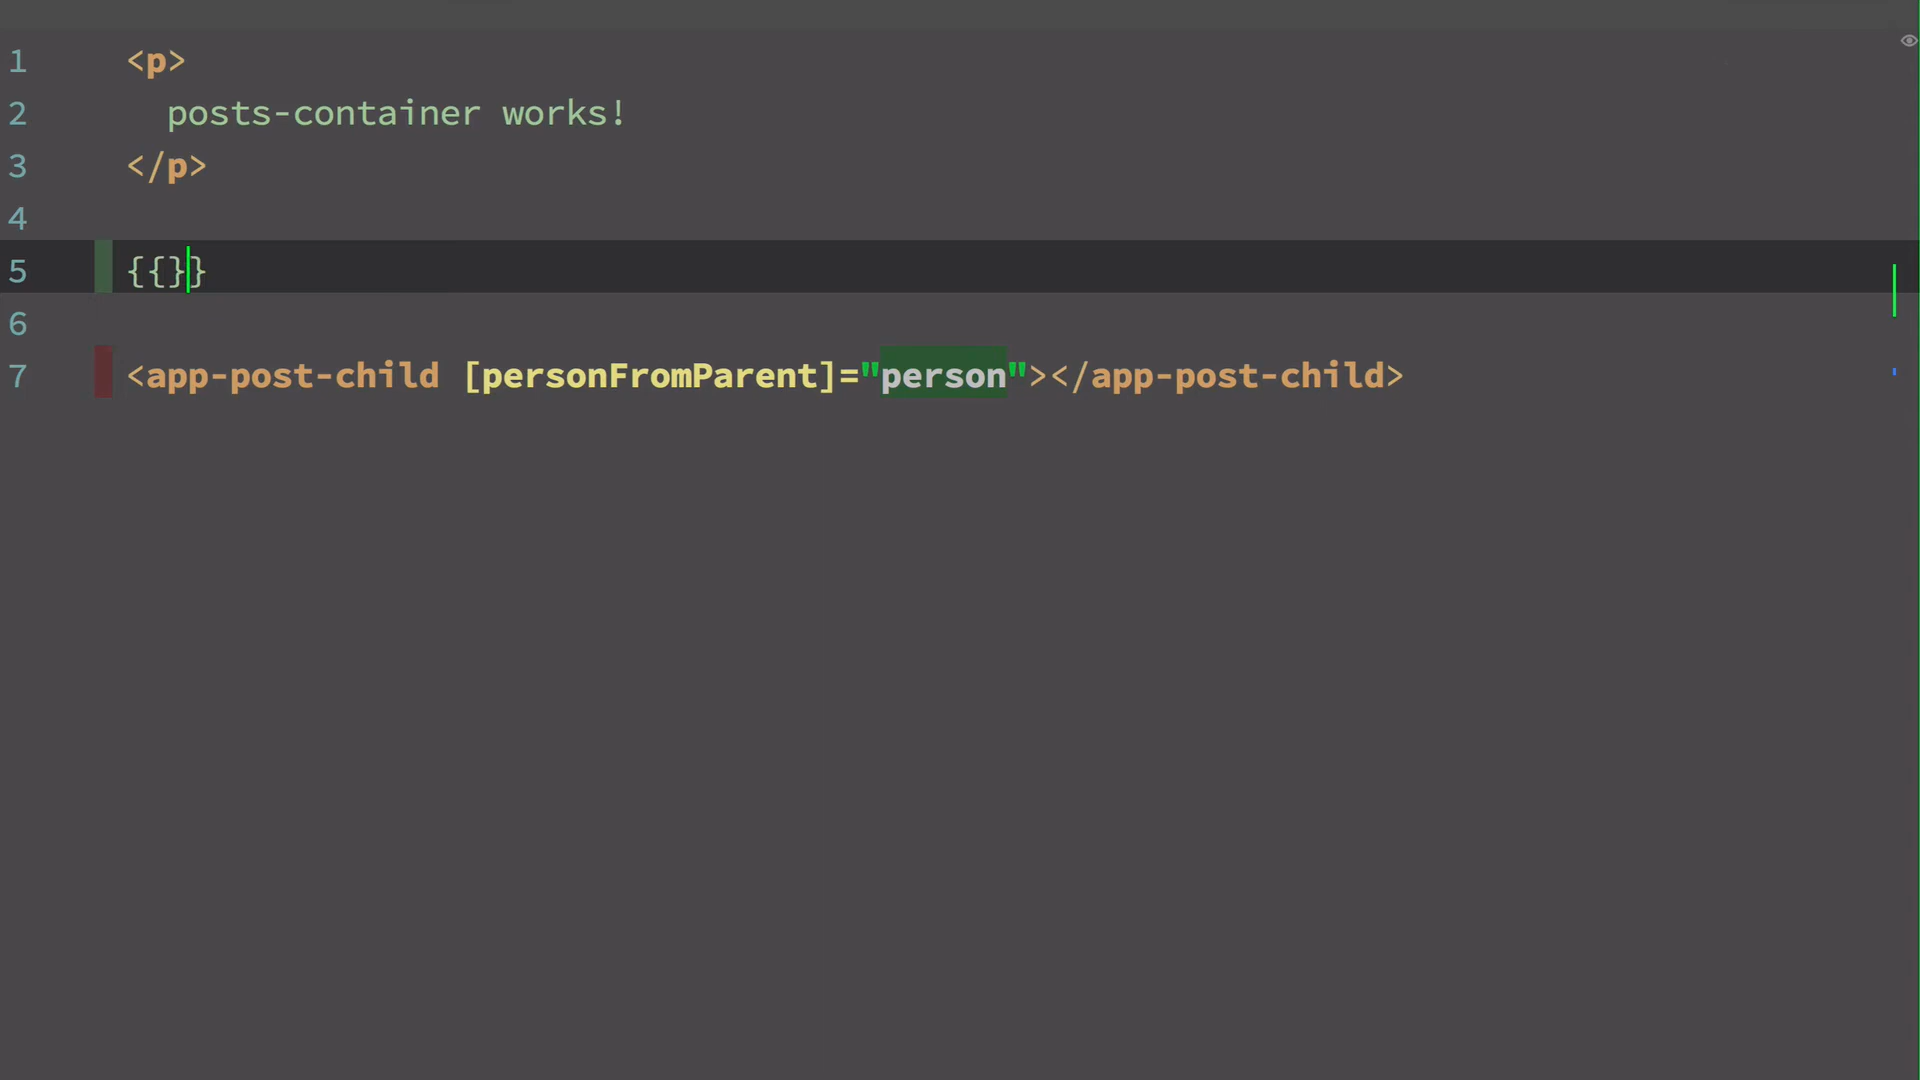 1 <p>
2 posts-container works!
3 </p>
4
5 {{}}
6
7 <app-post-child [personFromParent]="person"></app-post-child>